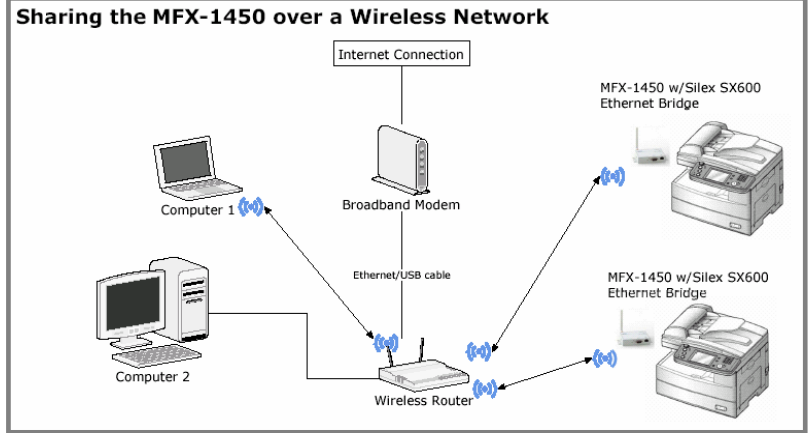 Sharing the MFX-1450 over a Wireless Network
Internet Connection
MFX-1450 w/Silex SX600
Ethernet Bridge
Computer 1
Broadband Modem
Ethernet/USB cable
MFX-1450 w/Silex SX600
Ethernet Bridge
Computer 2
Wireless Router